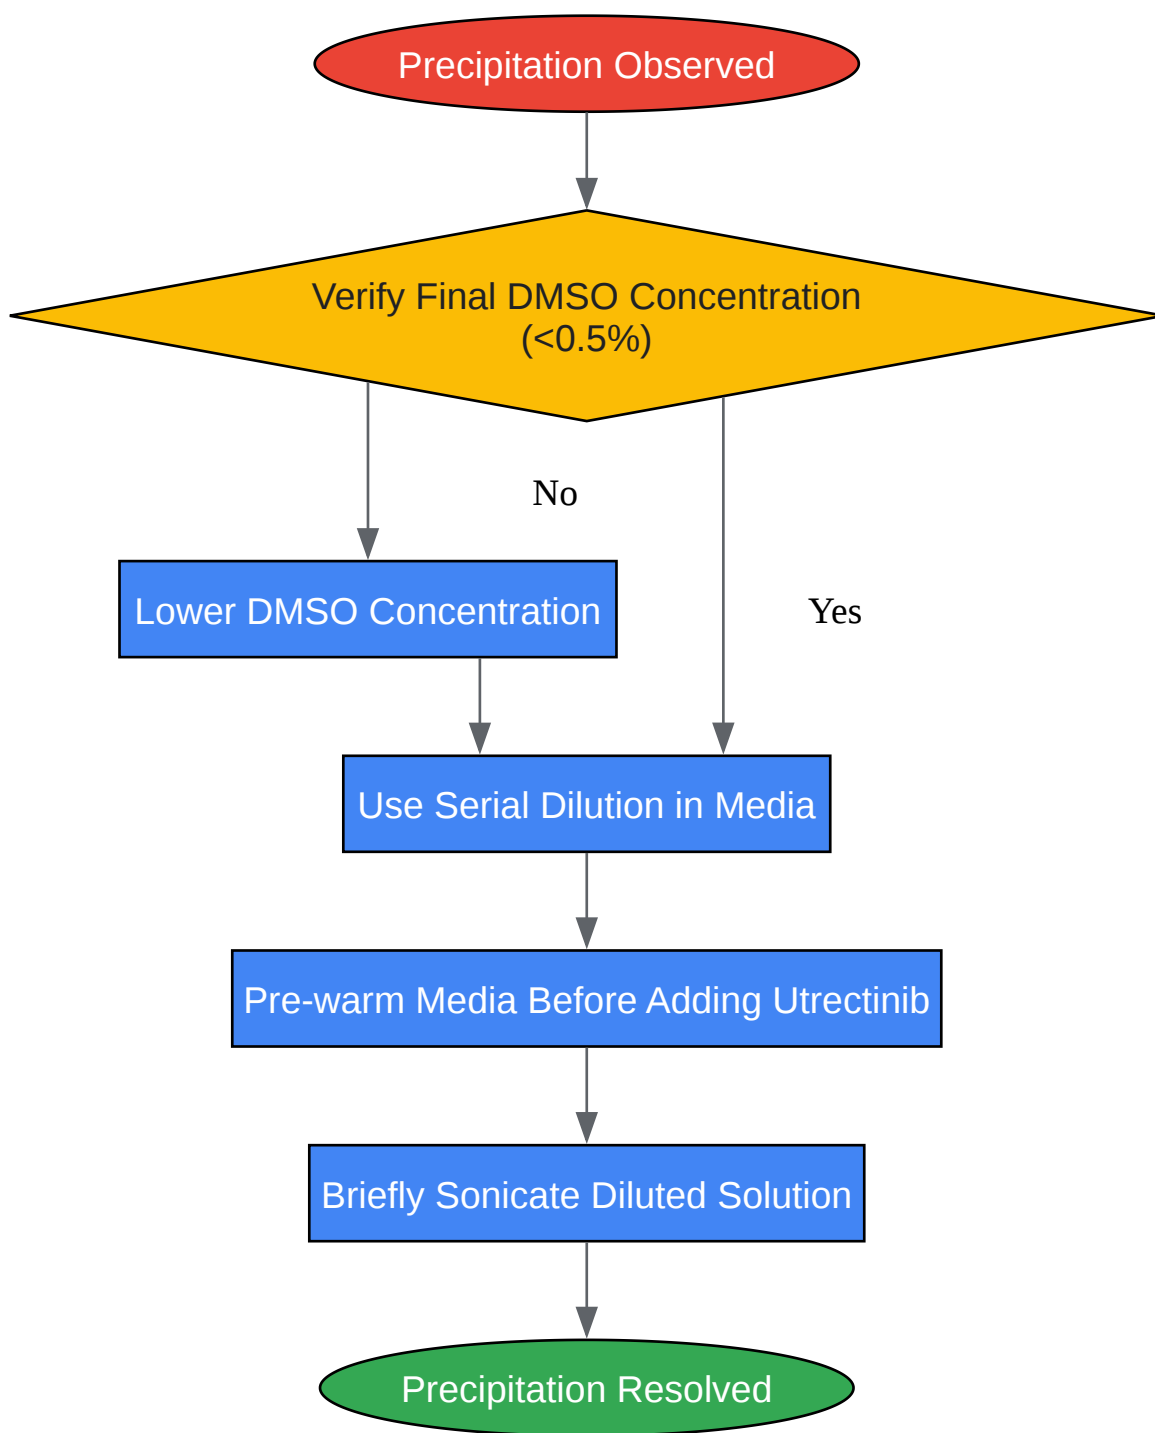 Precipitation Observed
Verify Final DMSO Concentration
(<0.5%)
No
Lower DMSO Concentration
Yes
Use Serial Dilution in Media
Pre-warm Media Before Adding Utrectinib
Briefly Sonicate Diluted Solution
Precipitation Resolved